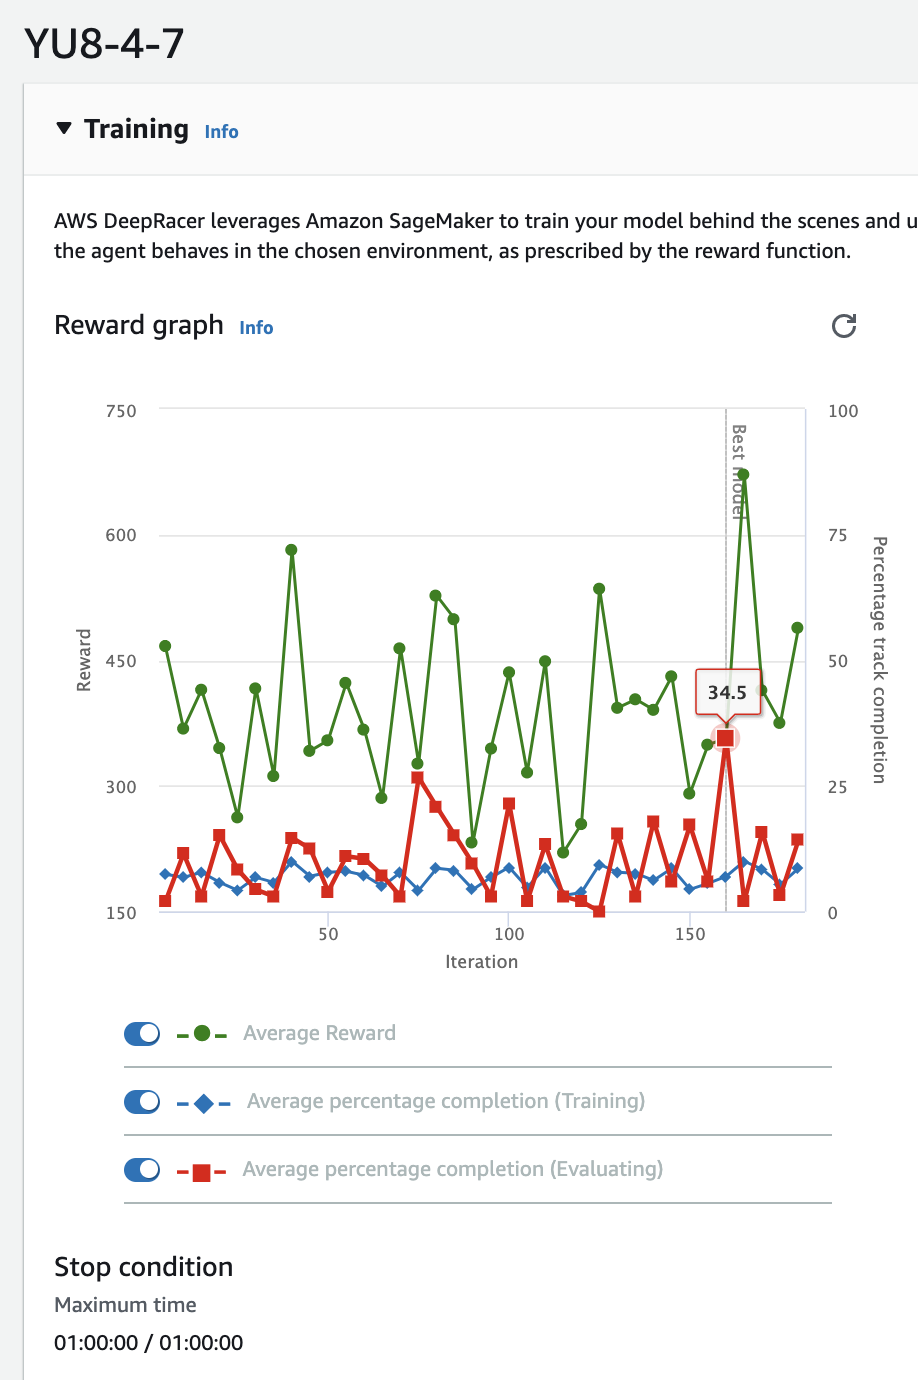 YU8-4-7
Training Info
AWS DeepRacer leverages Amazon SageMaker to train your model behind the scenes and u
the agent behaves in the chosen environment, as prescribed by the reward function.
Reward graph Info
750
600
450
300
150
Reward
100
75
50
25
0
Percentage track completion
Best model
34.5
50
100
150
Iteration
Average Reward
Average percentage completion (Training)
Average percentage completion (Evaluating)
Stop condition
Maximum time
01:00:00 / 01:00:00